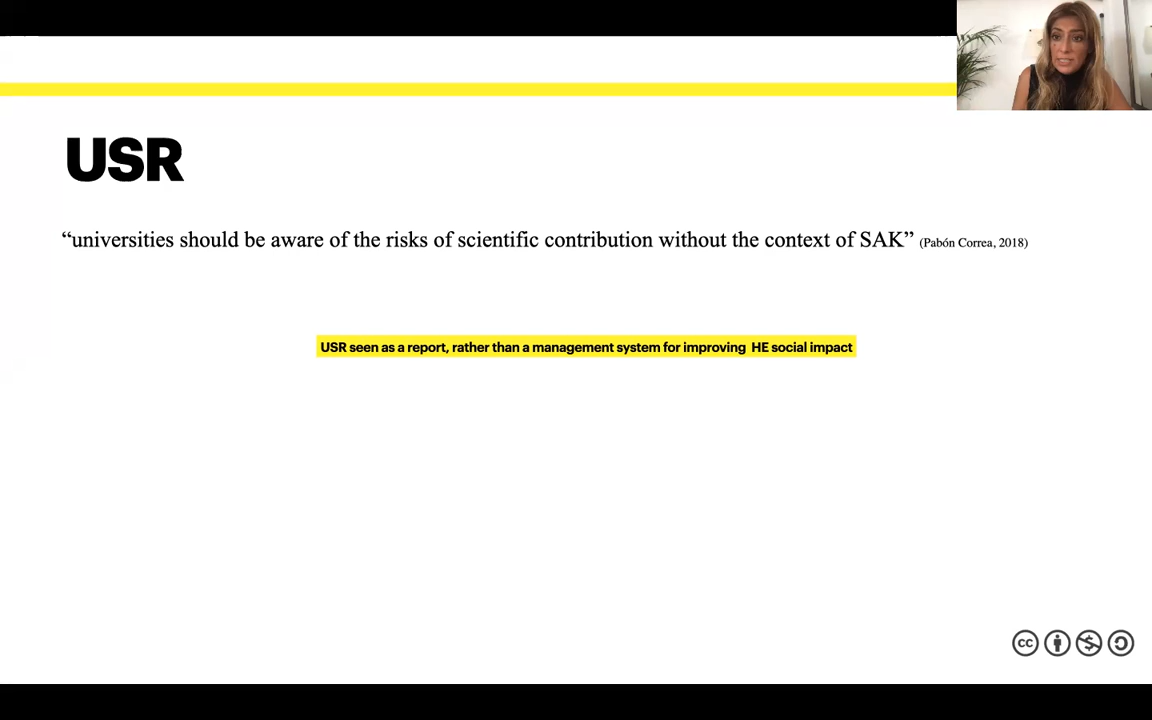 USR
“universities should be aware of the risks of scientific contribution without the context of SAK” (Pabón Correa, 2018)
USR seen as a report, rather than a management system for improving  HE social impact
cc